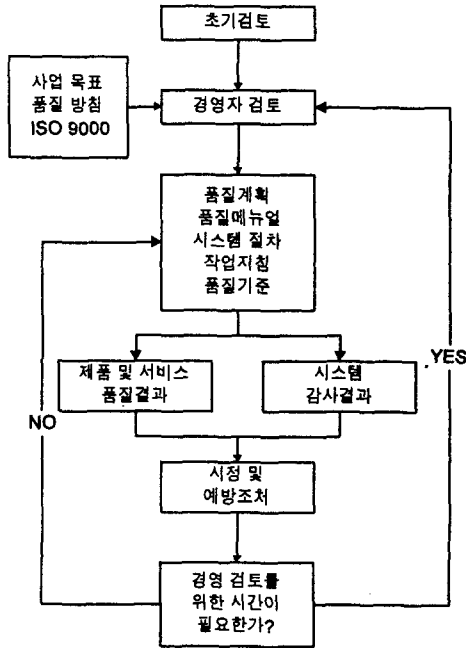 초기검토
사업 목표
품질 방침
ISO 9000
경영자 검토
품질계획
품질메뉴얼
시스템 절차
작업지침
품질기준
제품 및 서비스
품질결과
시스템
감사결과
YES
NO
시정 및
예방조처
경영 검토를
위한 시간이
필요한가?